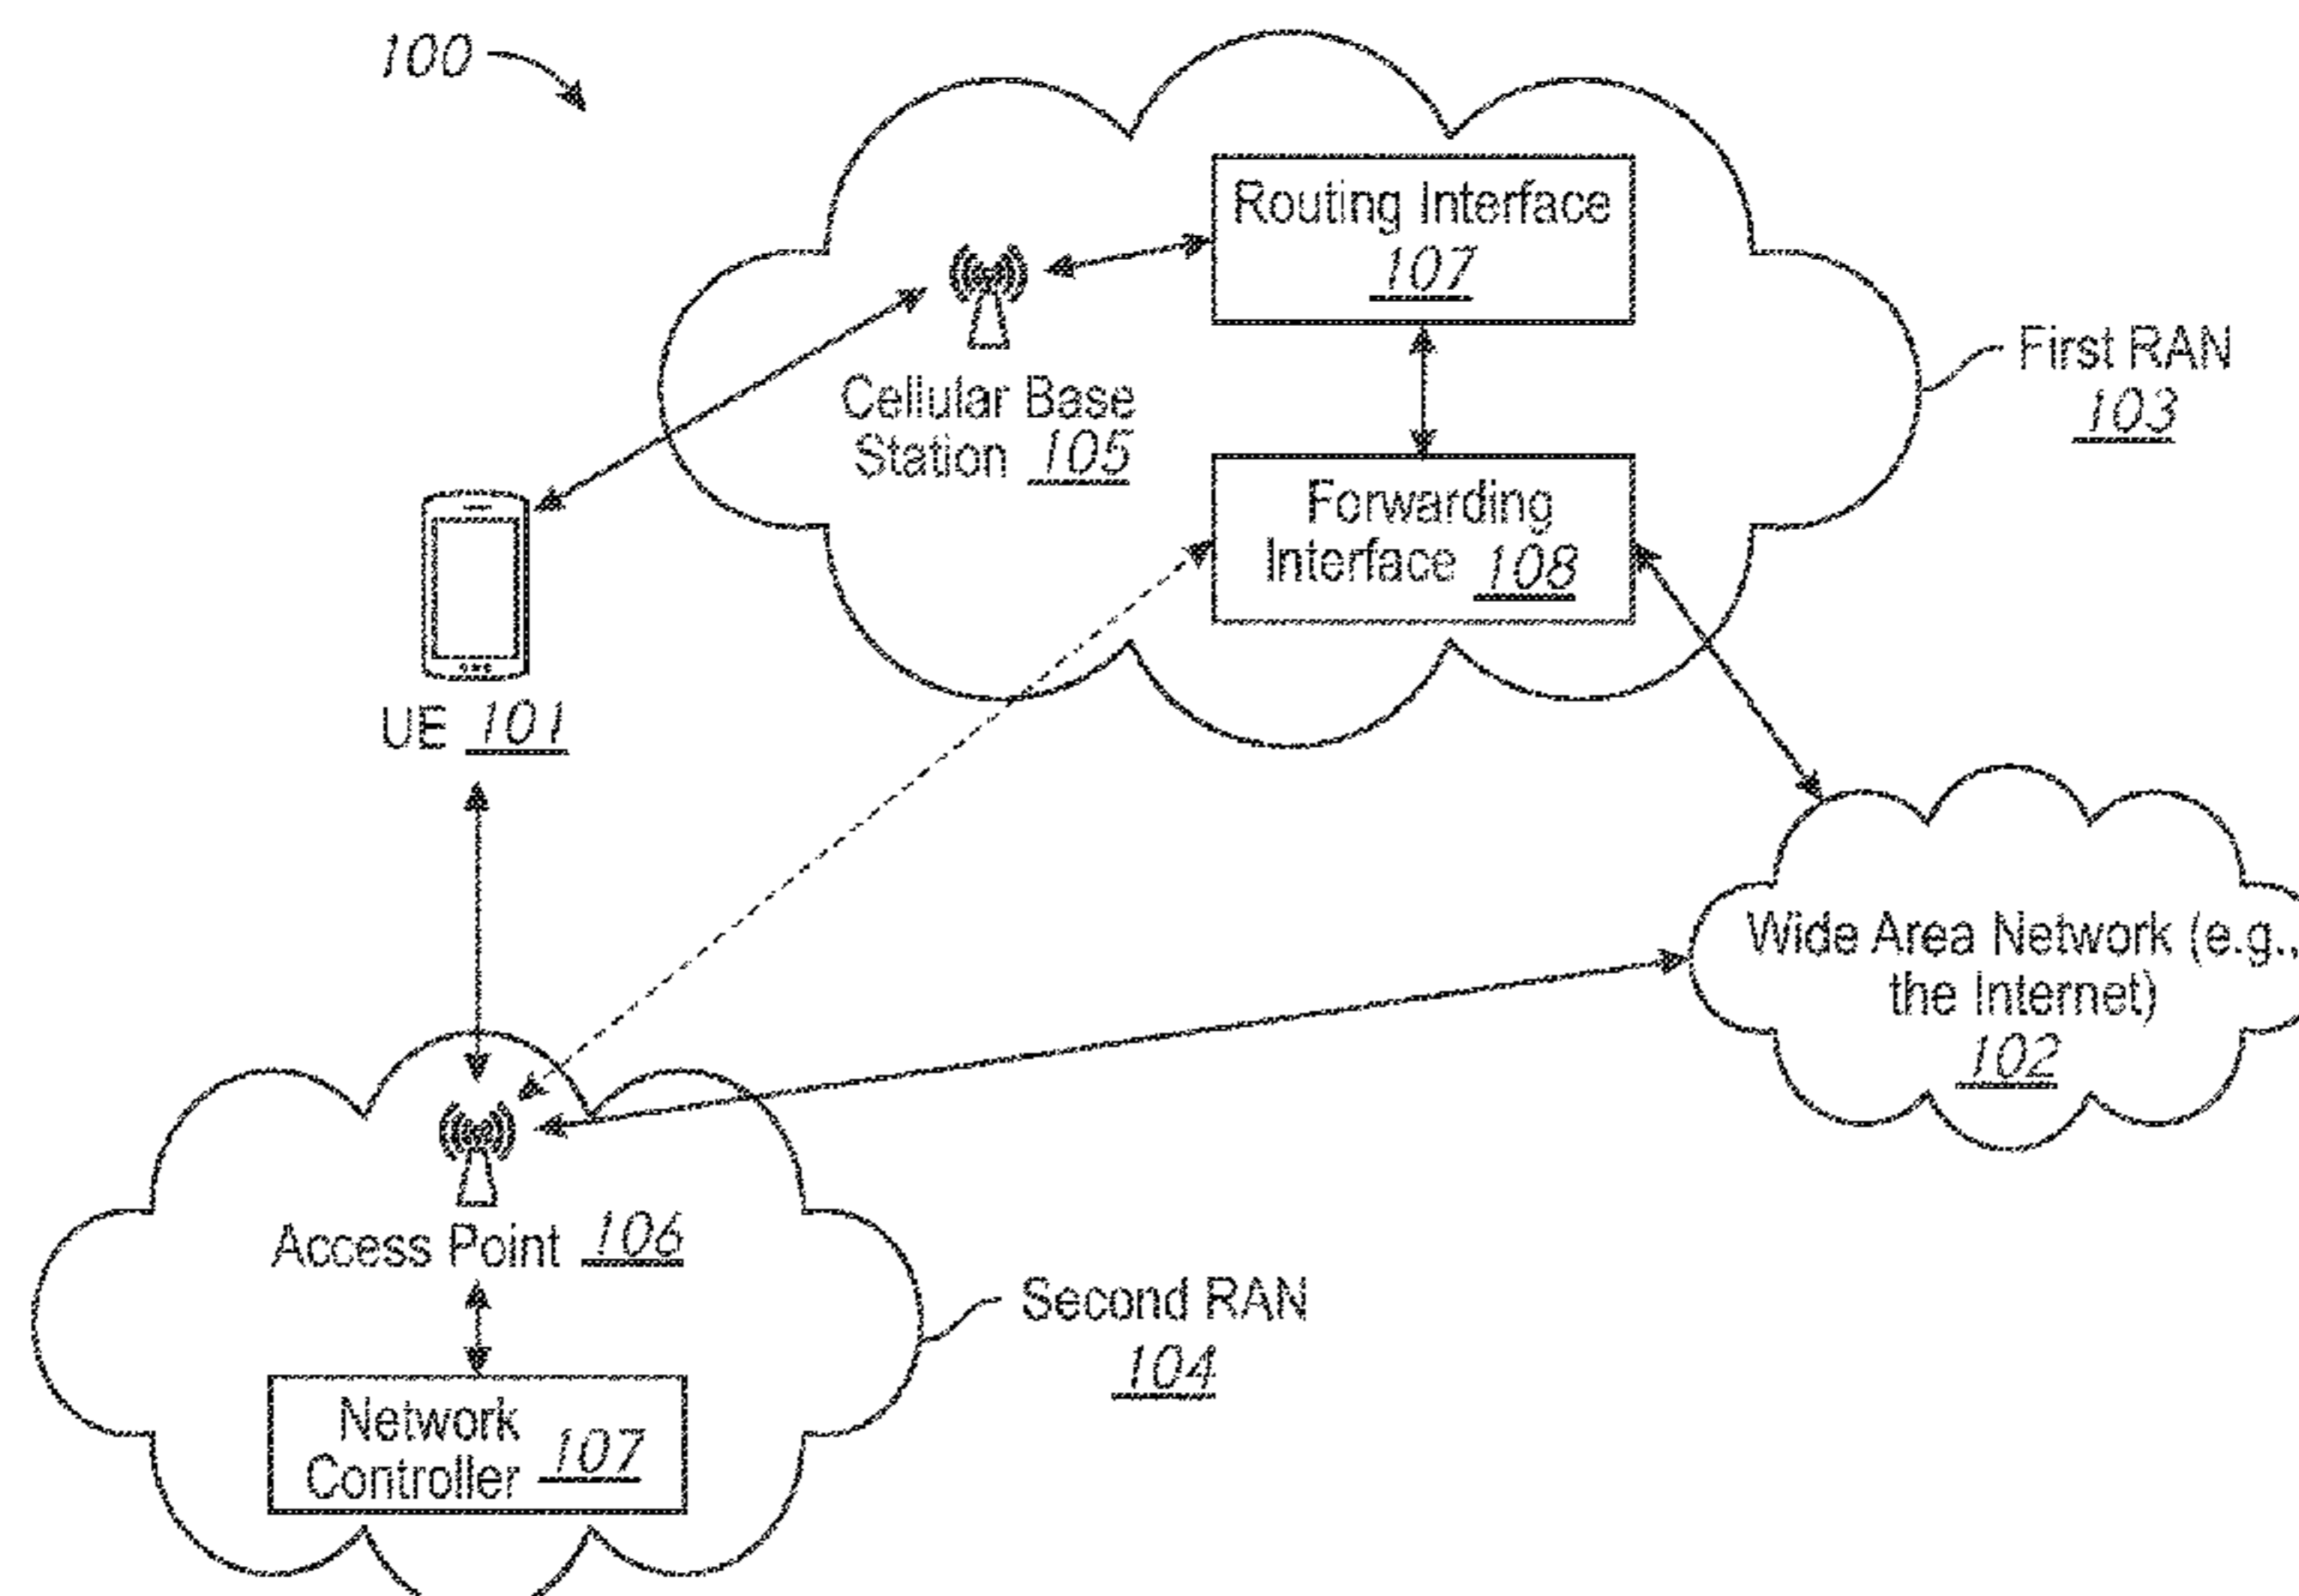 100
Routing Interface
107
First RAN
103
Cellular Base
Station 105
Forwarding
Interface 108
UE 101
Wide Area Network (e.g.,
the Internet)
102
Access Point 106
Second RAN
104
Network
Controller 107